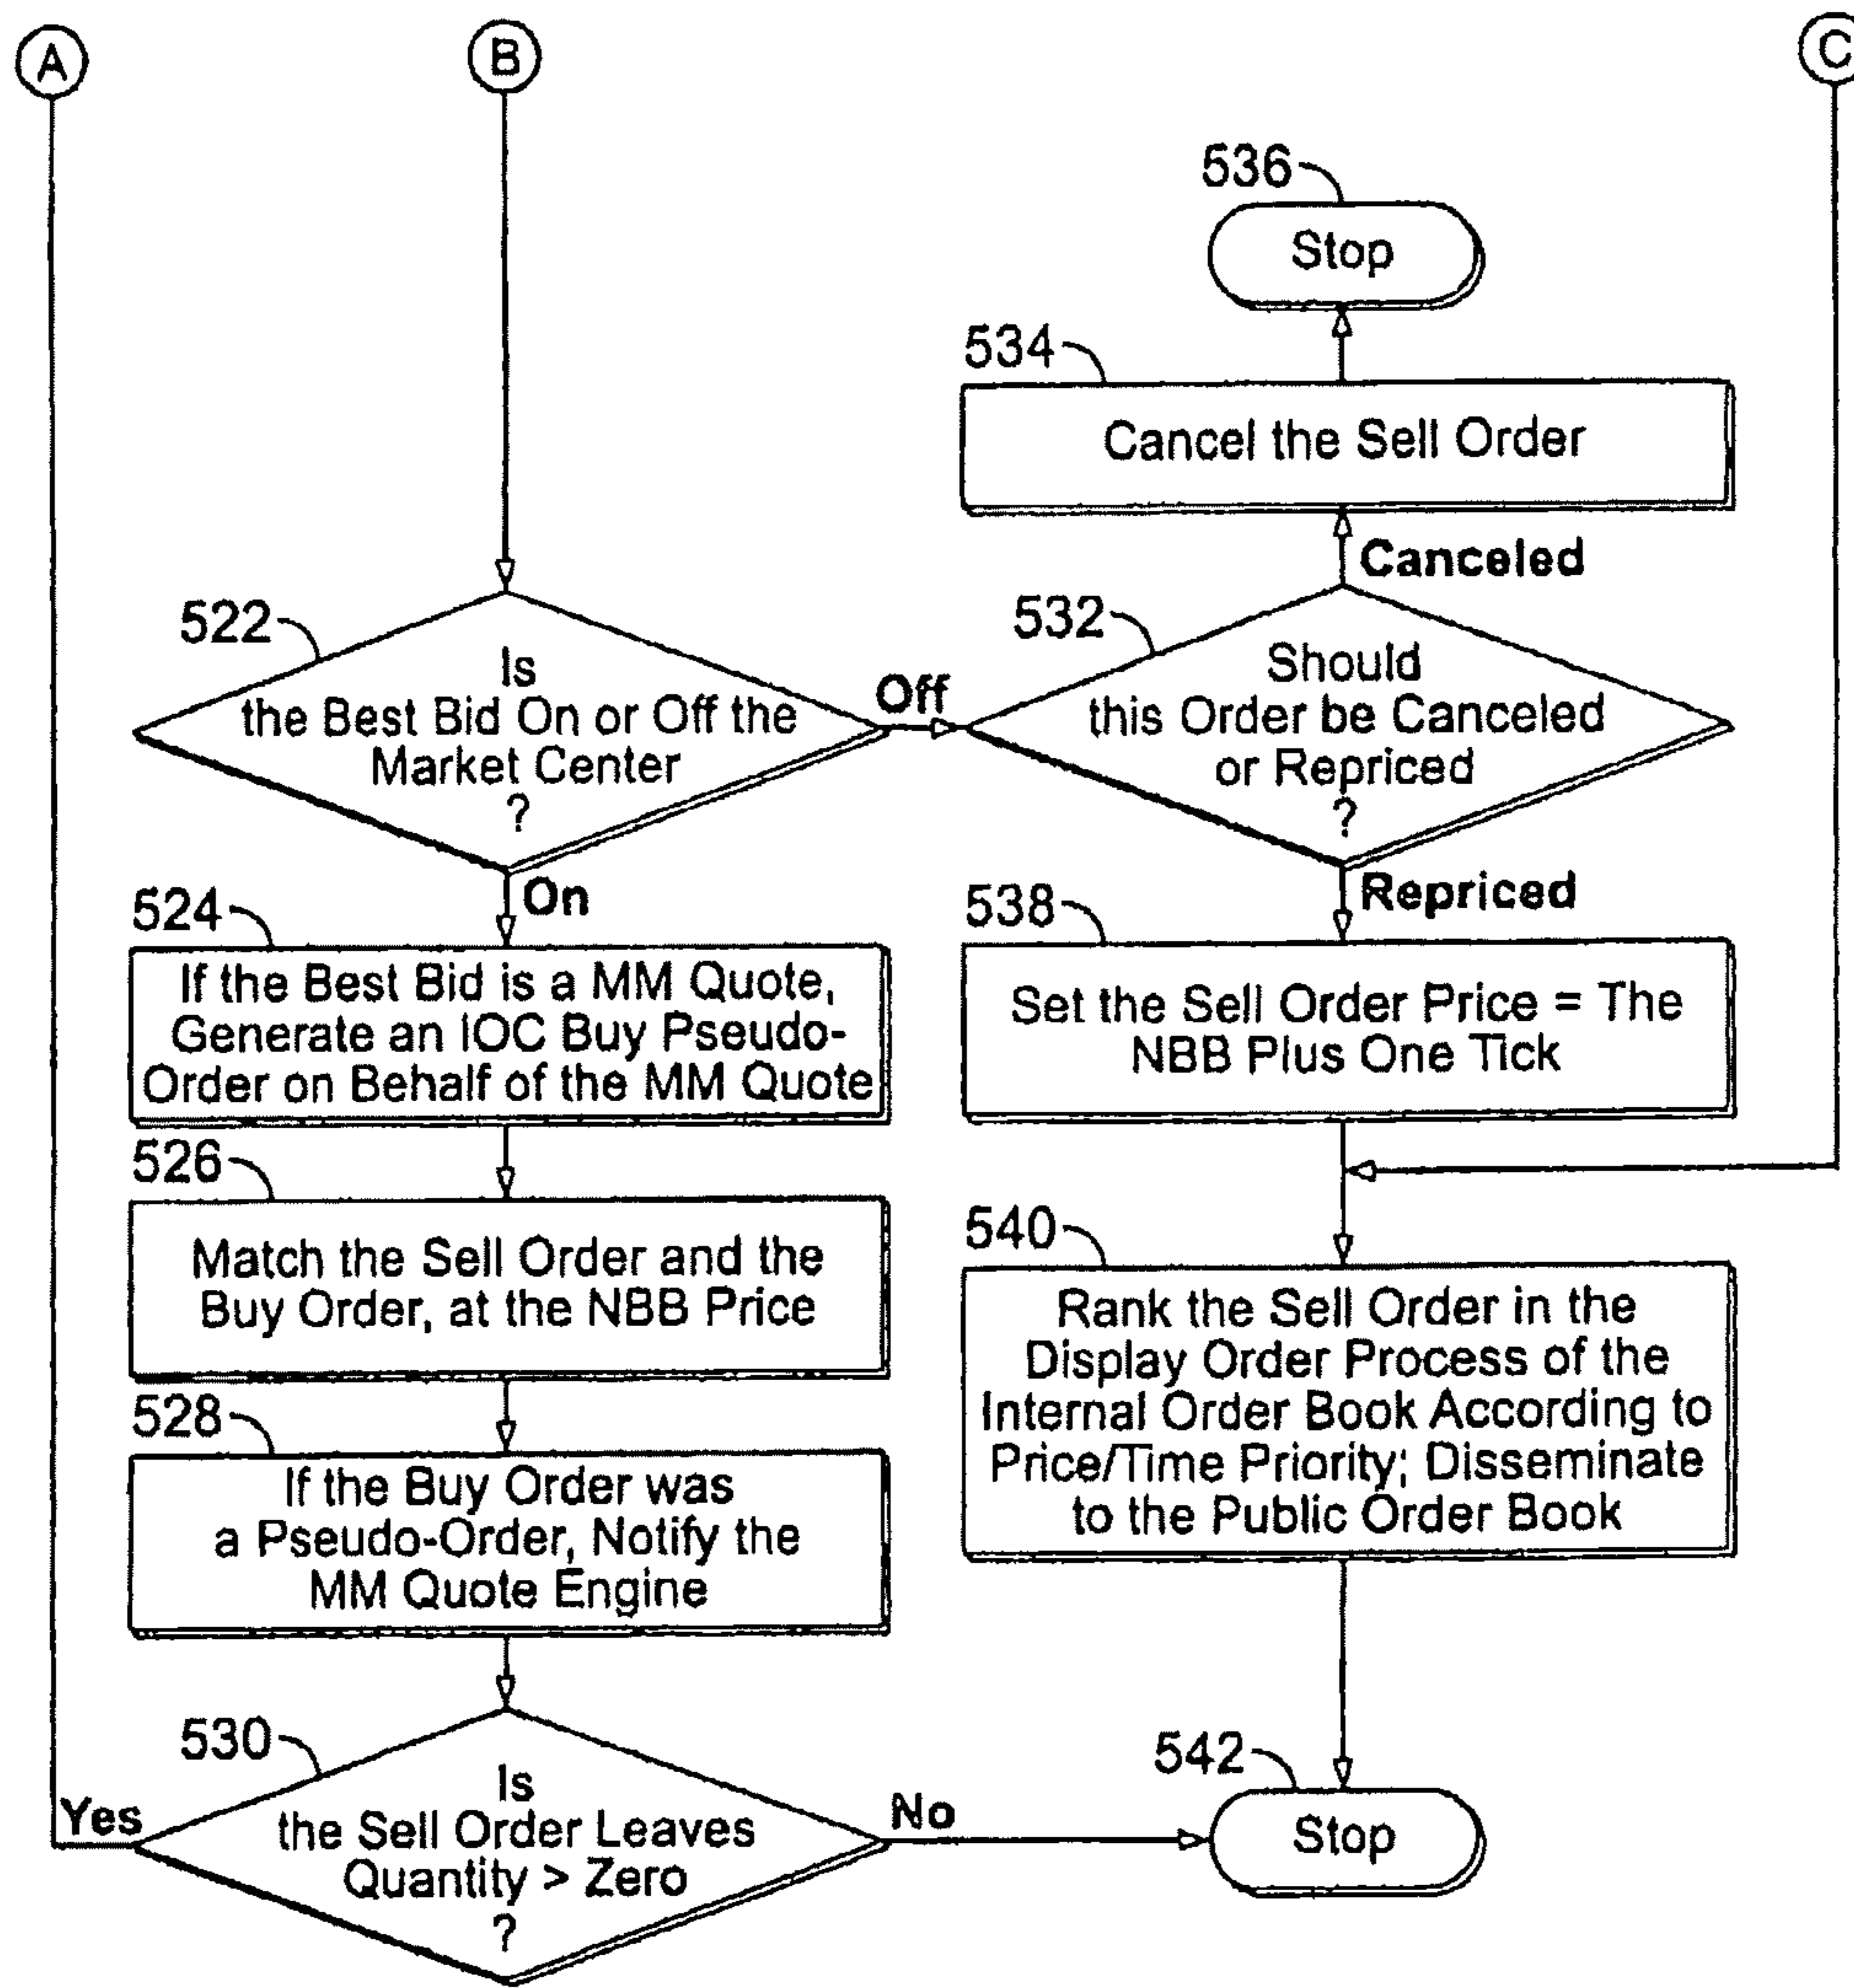 A
B
C
536
Stop
534
Cancel the Sell Order
Canceled
522
Is
the Best Bid On or Off the
Market Center
?
Off
532
Should
this Order be Canceled
or Repriced
?
On
Repriced
524
If the Best Bid is a MM Quote,
Generate an IOC Buy Pseudo-
Order on Behalf of the MM Quote
538
Set the Sell Order Price = The
NBB Plus One Tick
526
Match the Sell Order and the
Buy Order, at the NBB Price
540
Rank the Sell Order in the
Display Order Process of the
Internal Order Book According to
Price/Time Priority; Disseminate
to the Public Order Book
528
If the Buy Order was
a Pseudo-Order, Notify the
MM Quote Engine
530
Is
the Sell Order Leaves
Quantity > Zero
?
Yes
No
542
Stop